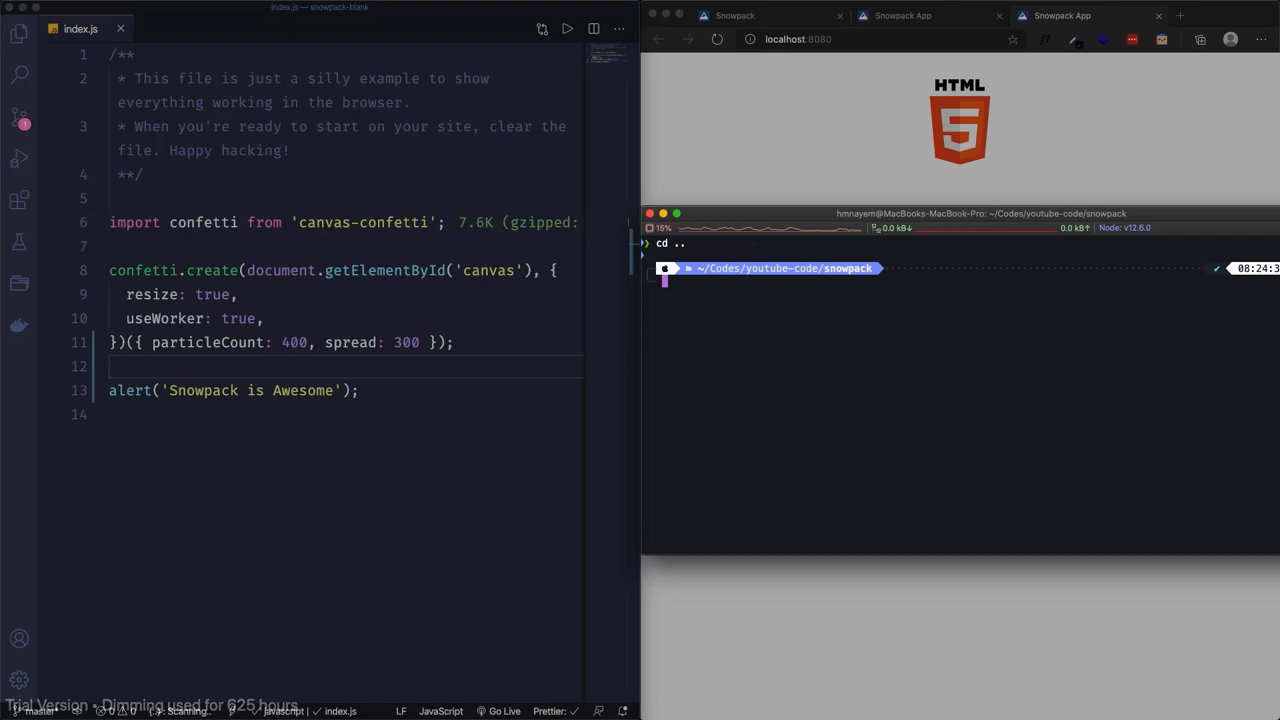 index.js — snowpack-blank
index.js
1 /**
2 * This file is just a silly example to show
everything working in the browser.
3 * When you're ready to start on your site, clear the
file. Happy hacking!
4 **/
5
6 import confetti from 'canvas-confetti'; 7.6K (gzipped:
7
8 confetti.create(document.getElementById('canvas'), {
9 resize: true,
10 useWorker: true,
11 })({ particleCount: 400, spread: 300 });
12
13 alert('Snowpack is Awesome');
14
1
Trial Version • Dimming used for 625 hours
master* 0 0 Scanning.. javascript index.js LF JavaScript Go Live Prettier:
Snowpack
Snowpack App
Snowpack App
localhost:8080
HTML
5
hmnayem@MacBooks-MacBook-Pro: ~/Codes/youtube-code/snowpack
15% 0.0 kB↓ 0.0 kB↑ Node: v12.6.0
❯ cd ..
~/Codes/youtube-code/snowpack ✔ 08:24:3